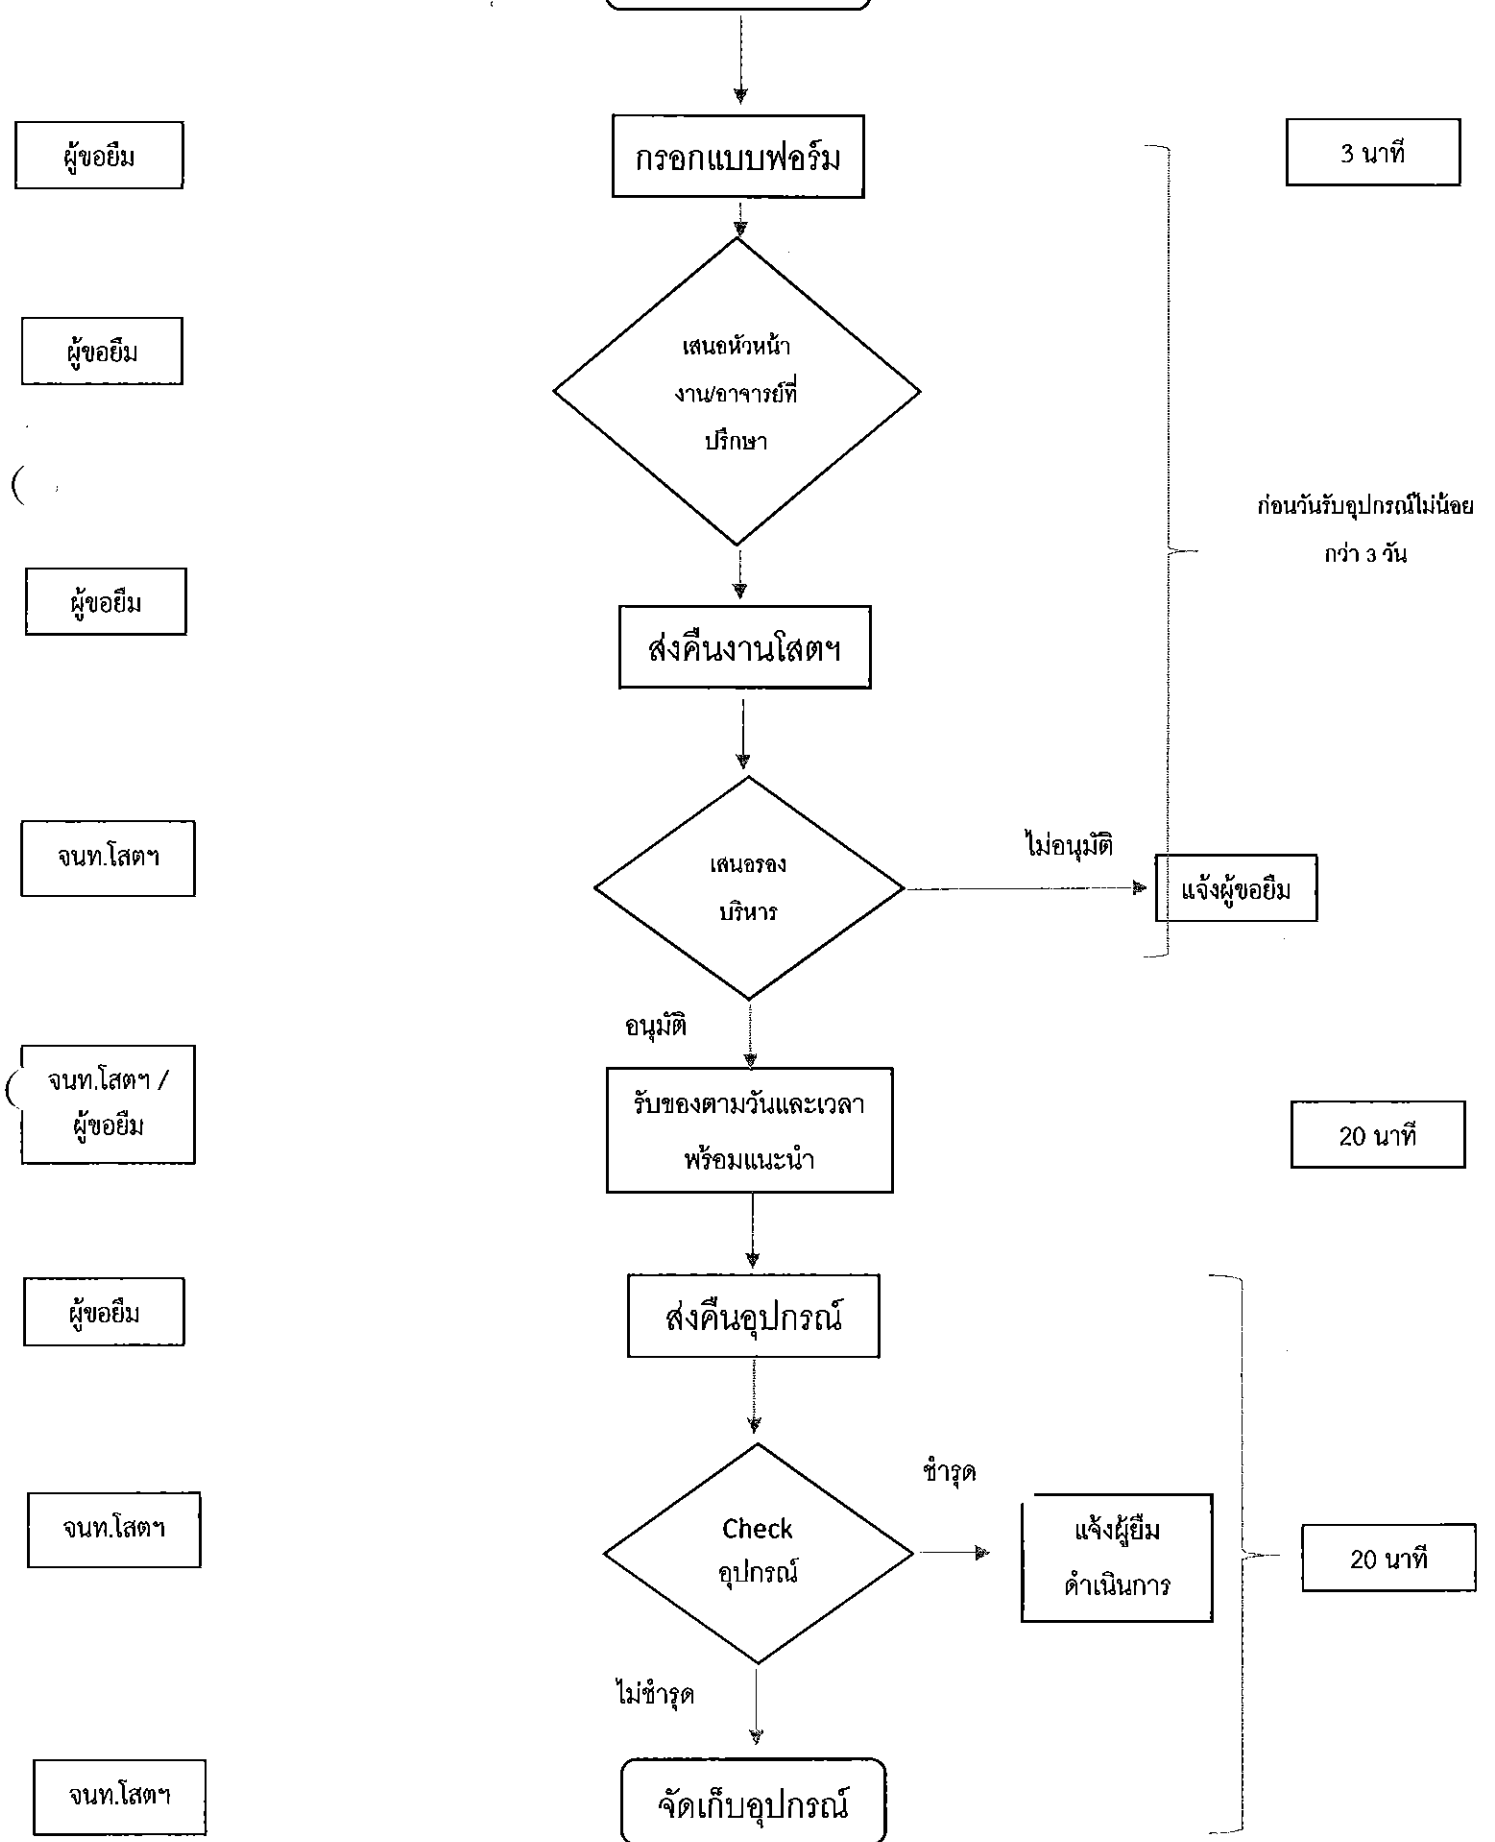 ผู้ขอยืม
กรอกแบบฟอร์ม
3 นาที
ผู้ขอยืม
เสนอหัวหน้า
งาน/อาจารย์ที่
ปรึกษา
ก่อนวันรับอุปกรณ์ไม่น้อย
กว่า 3 วัน
ผู้ขอยืม
ส่งคืนงานโสตฯ
จนท.โสตฯ
เสนอรอง
บริหาร
ไม่อนุมัติ
แจ้งผู้ขอยืม
อนุมัติ
จนท.โสตฯ /
ผู้ขอยืม
รับของตามวันและเวลา
พร้อมแนะนำ
20 นาที
ผู้ขอยืม
ส่งคืนอุปกรณ์
จนท.โสตฯ
Check
อุปกรณ์
ชำรุด
แจ้งผู้ยืม
ดำเนินการ
20 นาที
ไม่ชำรุด
จนท.โสตฯ
จัดเก็บอุปกรณ์